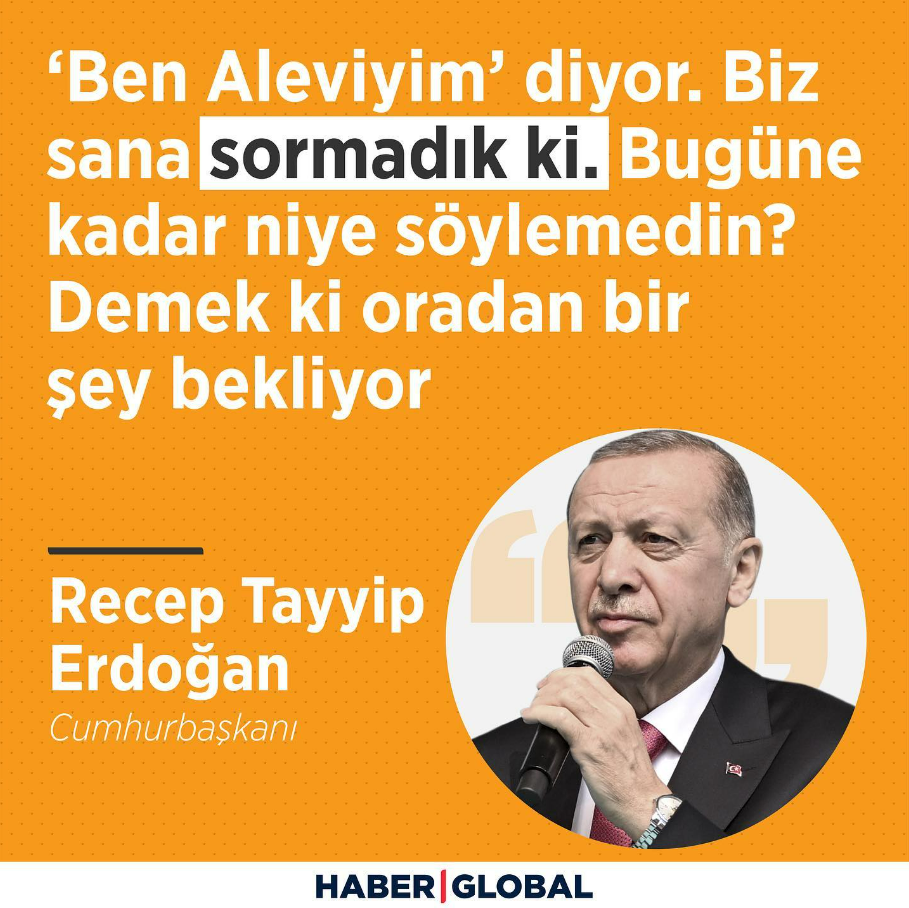 ‘Ben Aleviyim’ diyor. Biz
sana sormadık ki. Bugüne
kadar niye söylemedin?
Demek ki oradan bir
şey bekliyor
Recep Tayyip
Erdoğan
Cumhurbaşkanı
HABER|GLOBAL